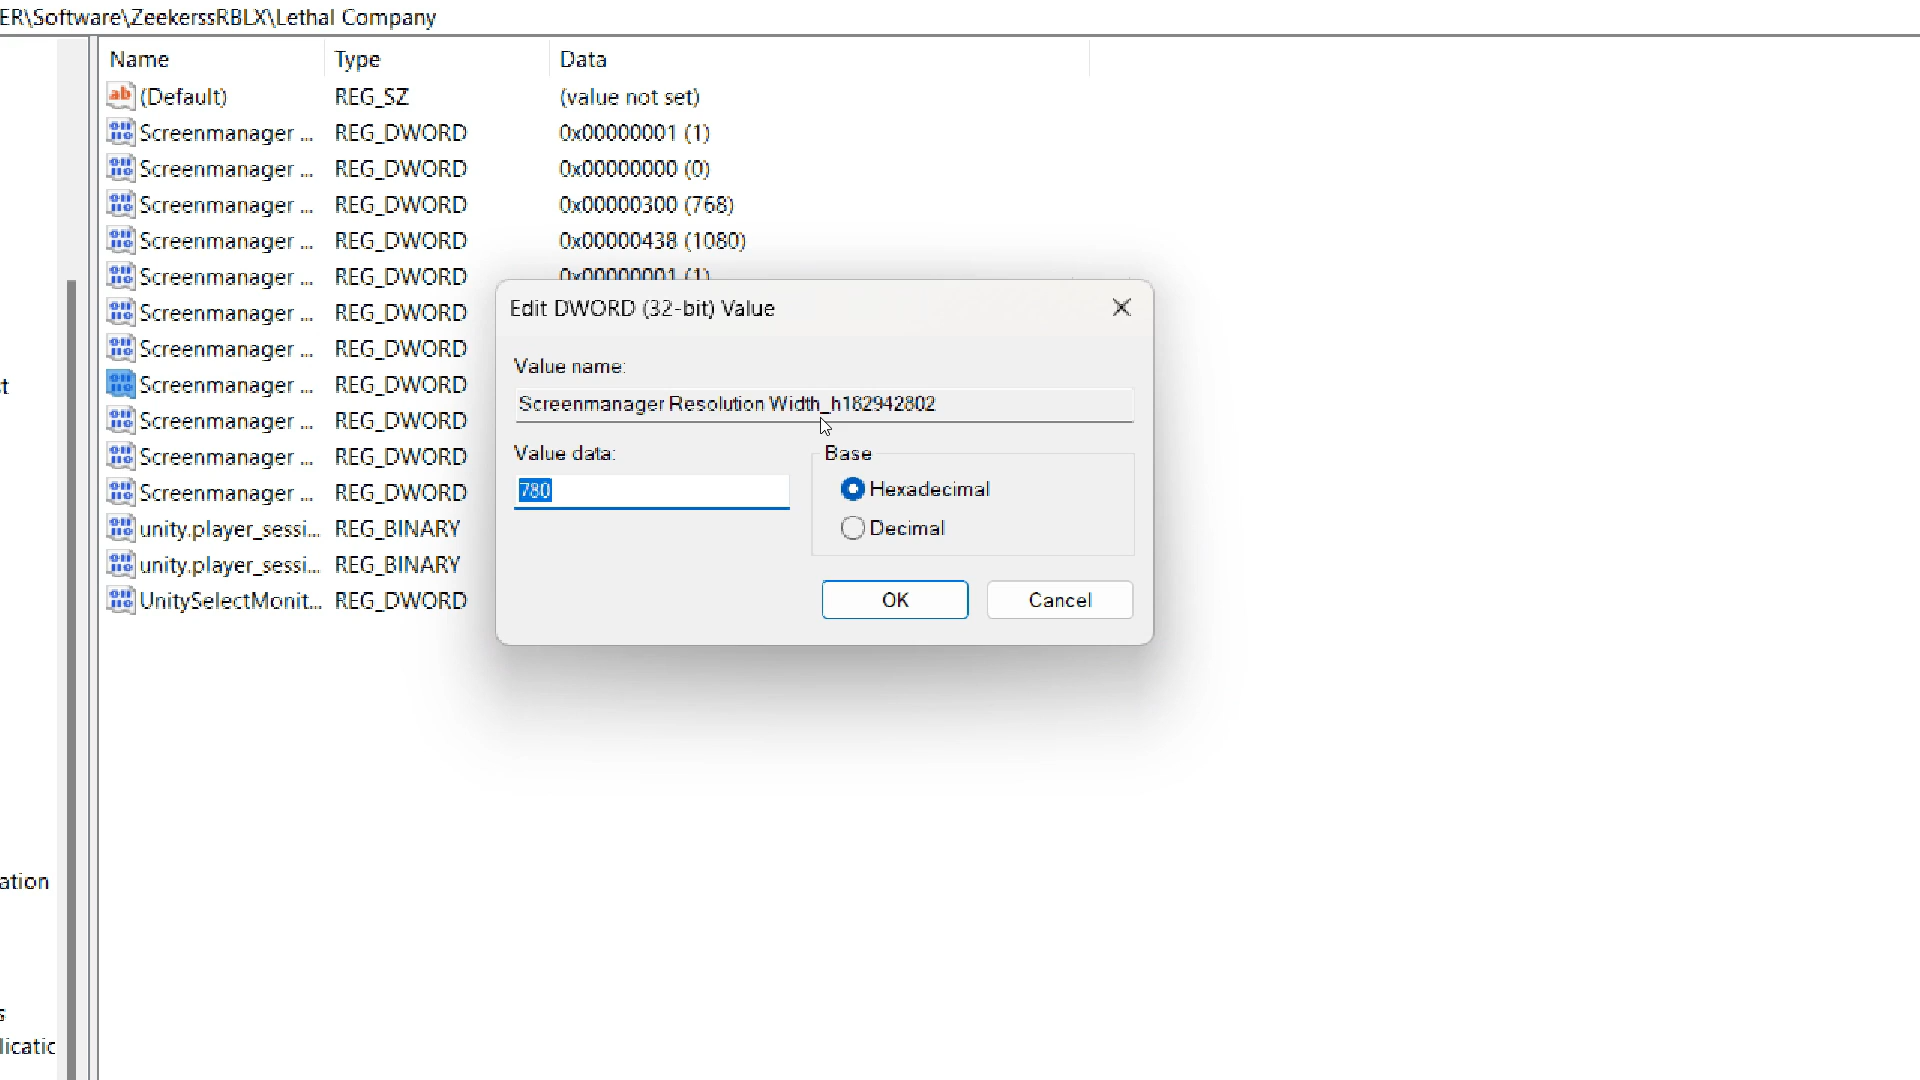 ER\Software\ZeekerssRBLX\Lethal Company
Name Type Data
(Default) REG_SZ (value not set)
Screenmanager ... REG_DWORD 0x00000001 (1)
Screenmanager ... REG_DWORD 0x00000000 (0)
Screenmanager ... REG_DWORD 0x00000300 (768)
Screenmanager ... REG_DWORD 0x00000438 (1080)
Screenmanager ... REG_DWORD 0x00000001 (1)
Screenmanager ... REG_DWORD
Screenmanager ... REG_DWORD
Screenmanager ... REG_DWORD
Screenmanager ... REG_DWORD
Screenmanager ... REG_DWORD
Screenmanager ... REG_DWORD
unity.player_sessi... REG_BINARY
unity.player_sessi... REG_BINARY
UnitySelectMonit... REG_DWORD
Edit DWORD (32-bit) Value
Value name:
Screenmanager Resolution Width_h182942802
Value data:
780
Base
Hexadecimal
Decimal
OK Cancel
t
ation
s
licatic